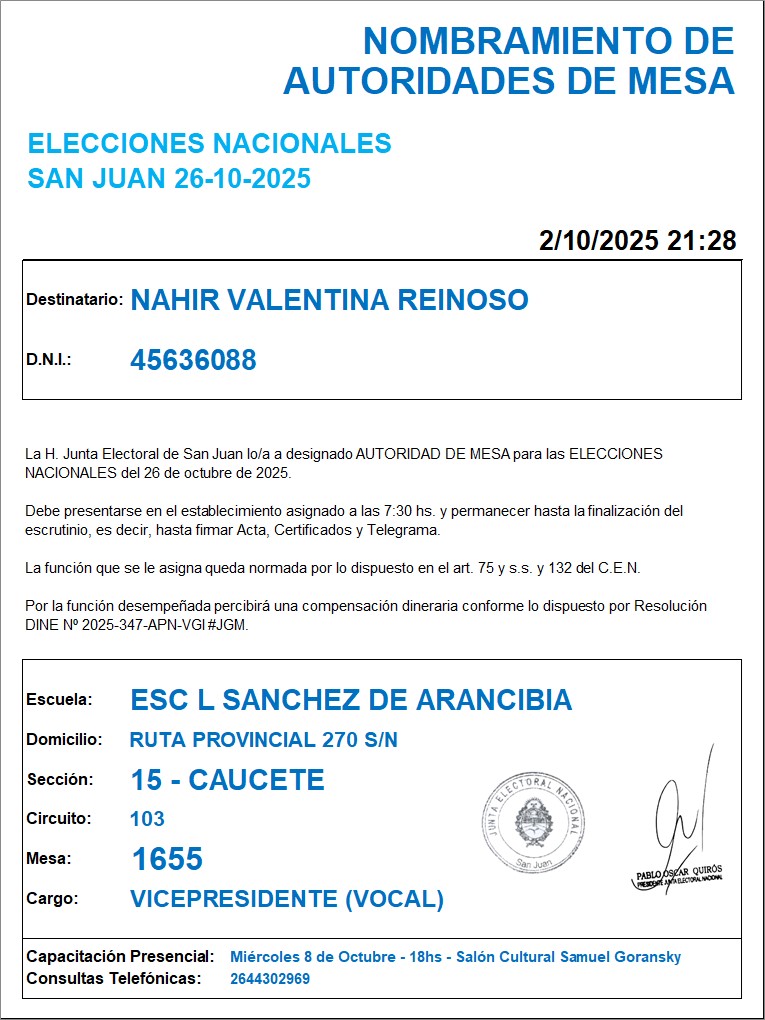 NOMBRAMIENTO DE
AUTORIDADES DE MESA
ELECCIONES NACIONALES
SAN JUAN 26-10-2025
2/10/2025 21:28
Destinatario: NAHIR VALENTINA REINOSO
D.N.I.: 45636088
La H. Junta Electoral de San Juan lo/a a designado AUTORIDAD DE MESA para las ELECCIONES
NACIONALES del 26 de octubre de 2025.
Debe presentarse en el establecimiento asignado a las 7:30 hs. y permanecer hasta la finalización del
escrutinio, es decir, hasta firmar Acta, Certificados y Telegrama.
La función que se le asigna queda normada por lo dispuesto en el art. 75 y s.s. y 132 del C.E.N.
Por la función desempeñada percibirá una compensación dineraria conforme lo dispuesto por Resolución
DINE Nº 2025-347-APN-VGI#JGM.
Escuela: ESC L SANCHEZ DE ARANCIBIA
Domicilio: RUTA PROVINCIAL 270 S/N
Sección: 15 - CAUCETE
Circuito: 103
Mesa: 1655
Cargo: VICEPRESIDENTE (VOCAL)
JUNTA ELECTORAL NACIONAL
San Juan
PABLO OSCAR QUIRÓS
PRESIDENTE JUNTA ELECTORAL NACIONAL
Capacitación Presencial: Miércoles 8 de Octubre - 18hs - Salón Cultural Samuel Goransky
Consultas Telefónicas: 2644302969